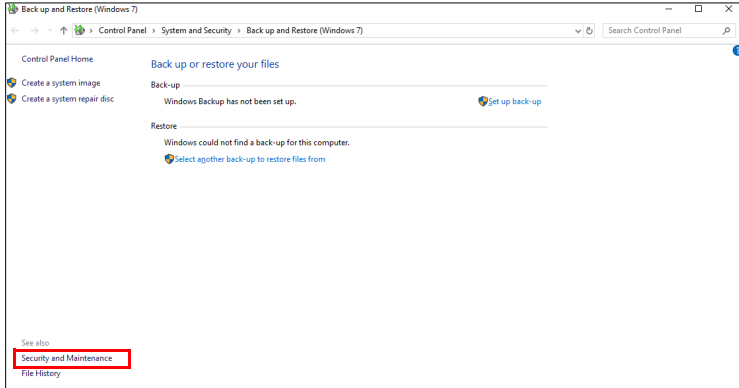 Back up and Restore (Windows 7)
Control Panel › System and Security › Back up and Restore (Windows 7)
Search Control Panel
Control Panel Home
Back up or restore your files
Create a system image
Back-up
Create a system repair disc
Windows Backup has not been set up.
Set up back-up
Restore
Windows could not find a back-up for this computer.
Select another back-up to restore files from
See also
Security and Maintenance
File History